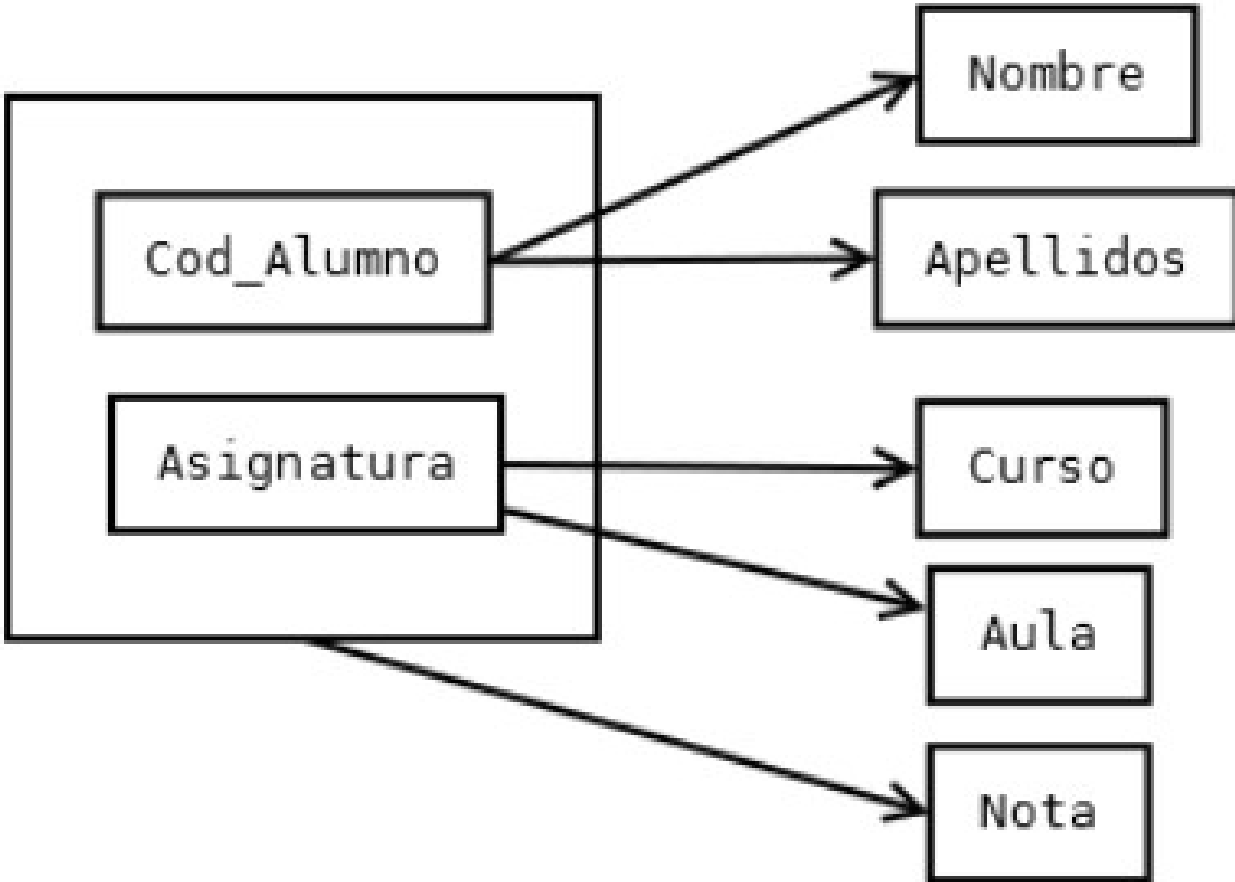 Nombre
Cod_Alumno
Apellidos
Asignatura
Curso
Aula
Nota